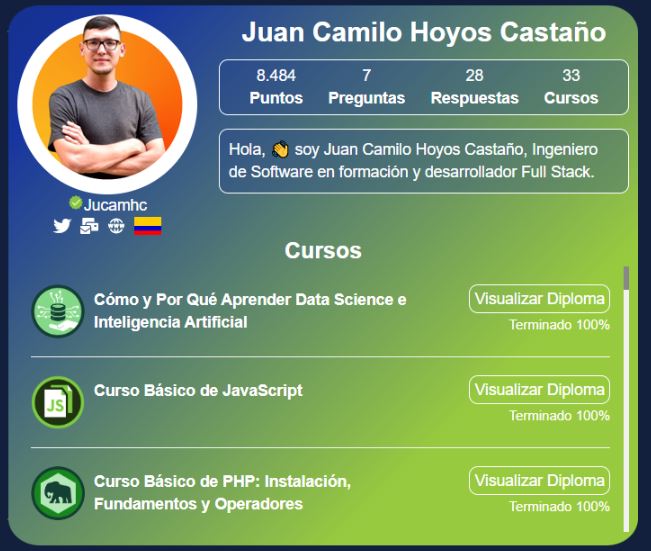 Juan Camilo Hoyos Castaño
8.484 7 28 33
Puntos Preguntas Respuestas Cursos
Hola, 👏 soy Juan Camilo Hoyos Castaño, Ingeniero
de Software en formación y desarrollador Full Stack.
Jucamhc
Cursos
Cómo y Por Qué Aprender Data Science e
Inteligencia Artificial
Visualizar Diploma
Terminado 100%
JS
Curso Básico de JavaScript
Visualizar Diploma
Terminado 100%
Curso Básico de PHP: Instalación,
Fundamentos y Operadores
Visualizar Diploma
Terminado 100%